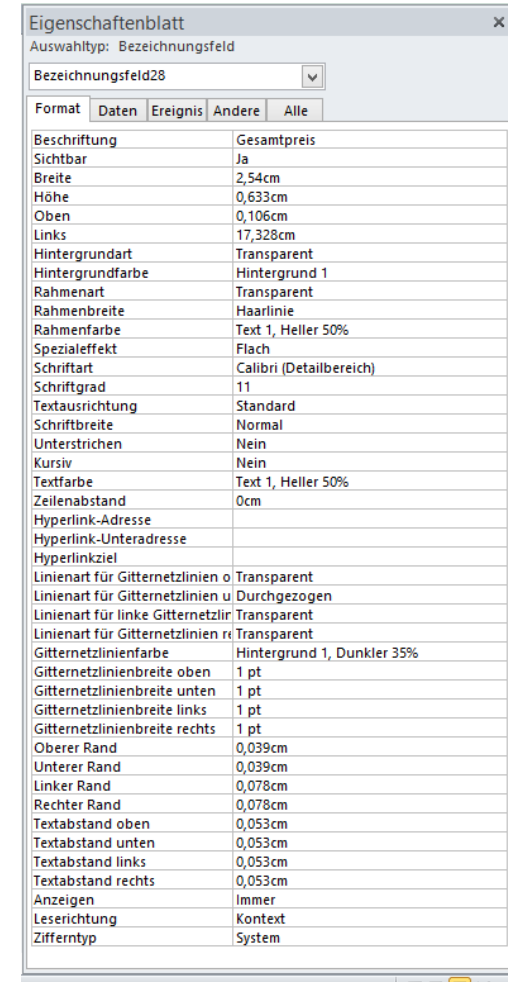 Eigenschaftenblatt
Auswahltyp: Bezeichnungsfeld
Bezeichnungsfeld28
Format Daten Ereignis Andere Alle
Beschriftung Gesamtpreis
Sichtbar Ja
Breite 2,54cm
Höhe 0,633cm
Oben 0,106cm
Links 17,328cm
Hintergrundart Transparent
Hintergrundfarbe Hintergrund 1
Rahmenart Transparent
Rahmenbreite Haarlinie
Rahmenfarbe Text 1, Heller 50%
Spezialeffekt Flach
Schriftart Calibri (Detailbereich)
Schriftgrad 11
Textausrichtung Standard
Schriftbreite Normal
Unterstrichen Nein
Kursiv Nein
Textfarbe Text 1, Heller 50%
Zeilenabstand 0cm
Hyperlink-Adresse
Hyperlink-Unteradresse
Hyperlinkziel
Linienart für Gitternetzlinien o Transparent
Linienart für Gitternetzlinien u Durchgezogen
Linienart für linke Gitternetzlir Transparent
Linienart für Gitternetzlinien re Transparent
Gitternetzlinienfarbe Hintergrund 1, Dunkler 35%
Gitternetzlinienbreite oben 1 pt
Gitternetzlinienbreite unten 1 pt
Gitternetzlinienbreite links 1 pt
Gitternetzlinienbreite rechts 1 pt
Oberer Rand 0,039cm
Unterer Rand 0,039cm
Linker Rand 0,078cm
Rechter Rand 0,078cm
Textabstand oben 0,053cm
Textabstand unten 0,053cm
Textabstand links 0,053cm
Textabstand rechts 0,053cm
Anzeigen Immer
Leserichtung Kontext
Zifferntyp System